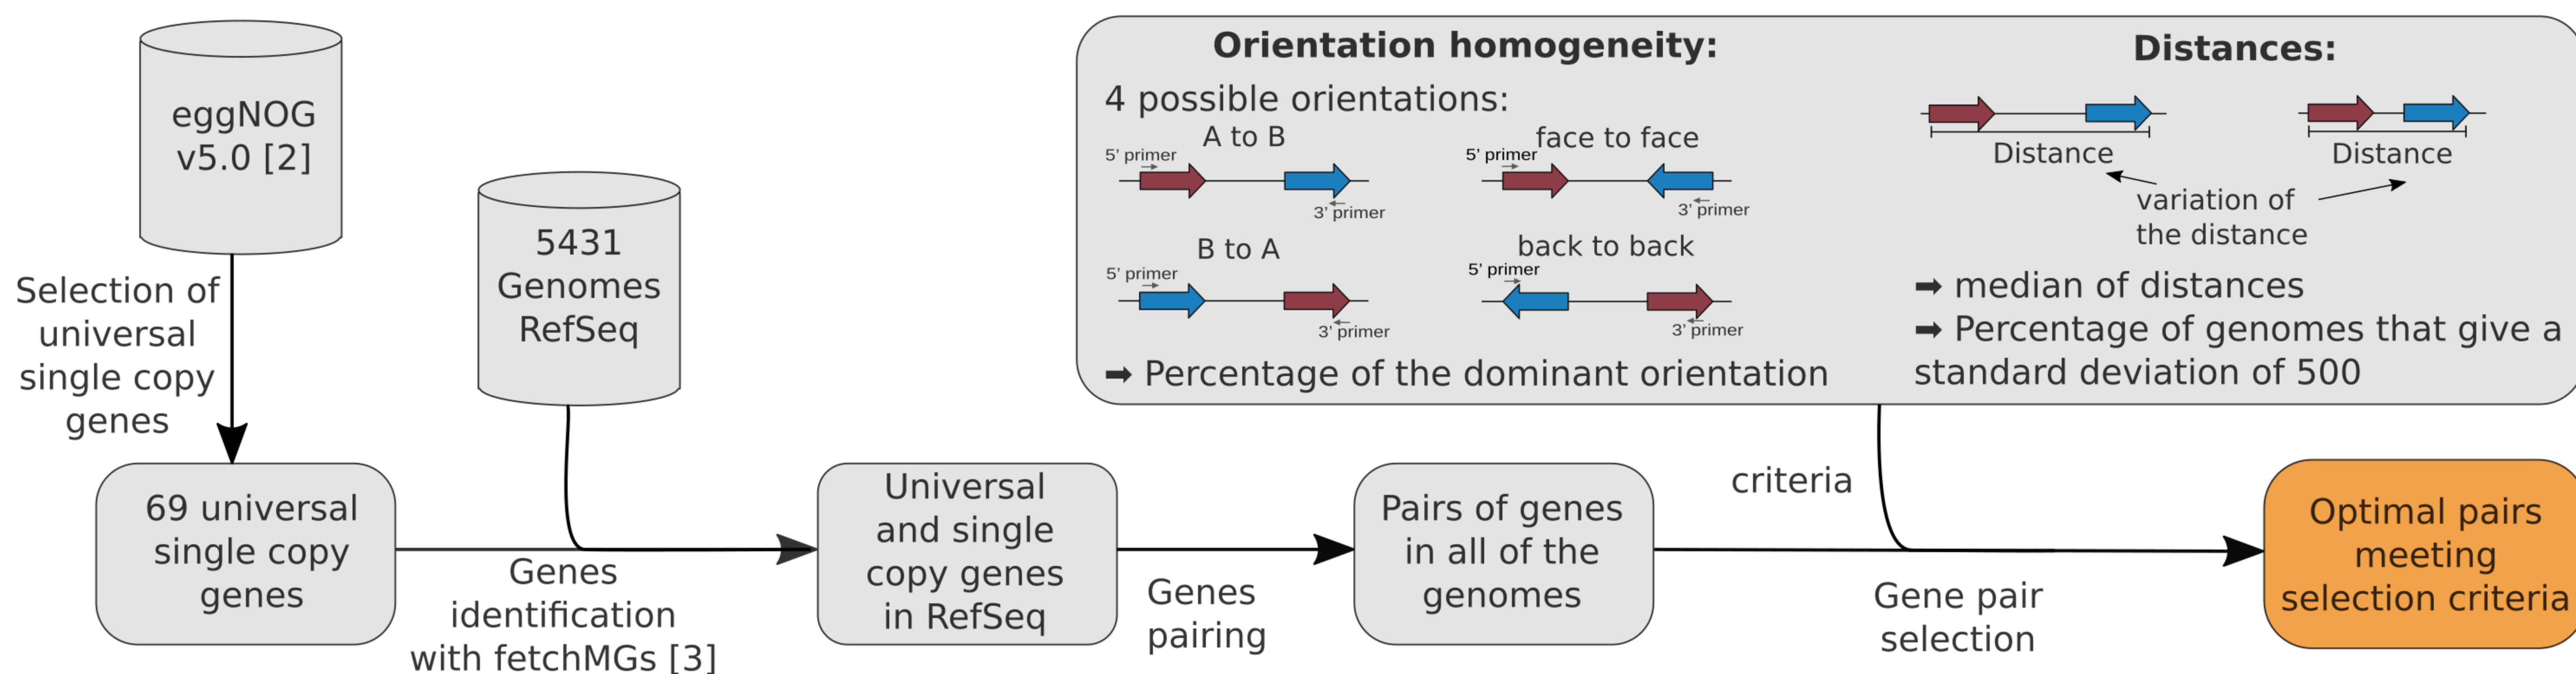 eggNOG
v5.0 [2]
Selection of
universal
single copy
genes
69 universal
single copy
genes
5431
Genomes
RefSeq
Genes
identification
with fetchMGs [3]
Universal
and single
copy genes
in RefSeq
Genes
pairing
Pairs of genes
in all of the
genomes
Orientation homogeneity:
4 possible orientations:
A to B
5' primer
3' primer
face to face
5' primer
3' primer
B to A
5' primer
3' primer
back to back
5' primer
3' primer
➡ Percentage of the dominant orientation
Distances:
Distance
Distance
variation of
the distance
➡ median of distances
➡ Percentage of genomes that give a
standard deviation of 500
criteria
Gene pair
selection
Optimal pairs
meeting
selection criteria